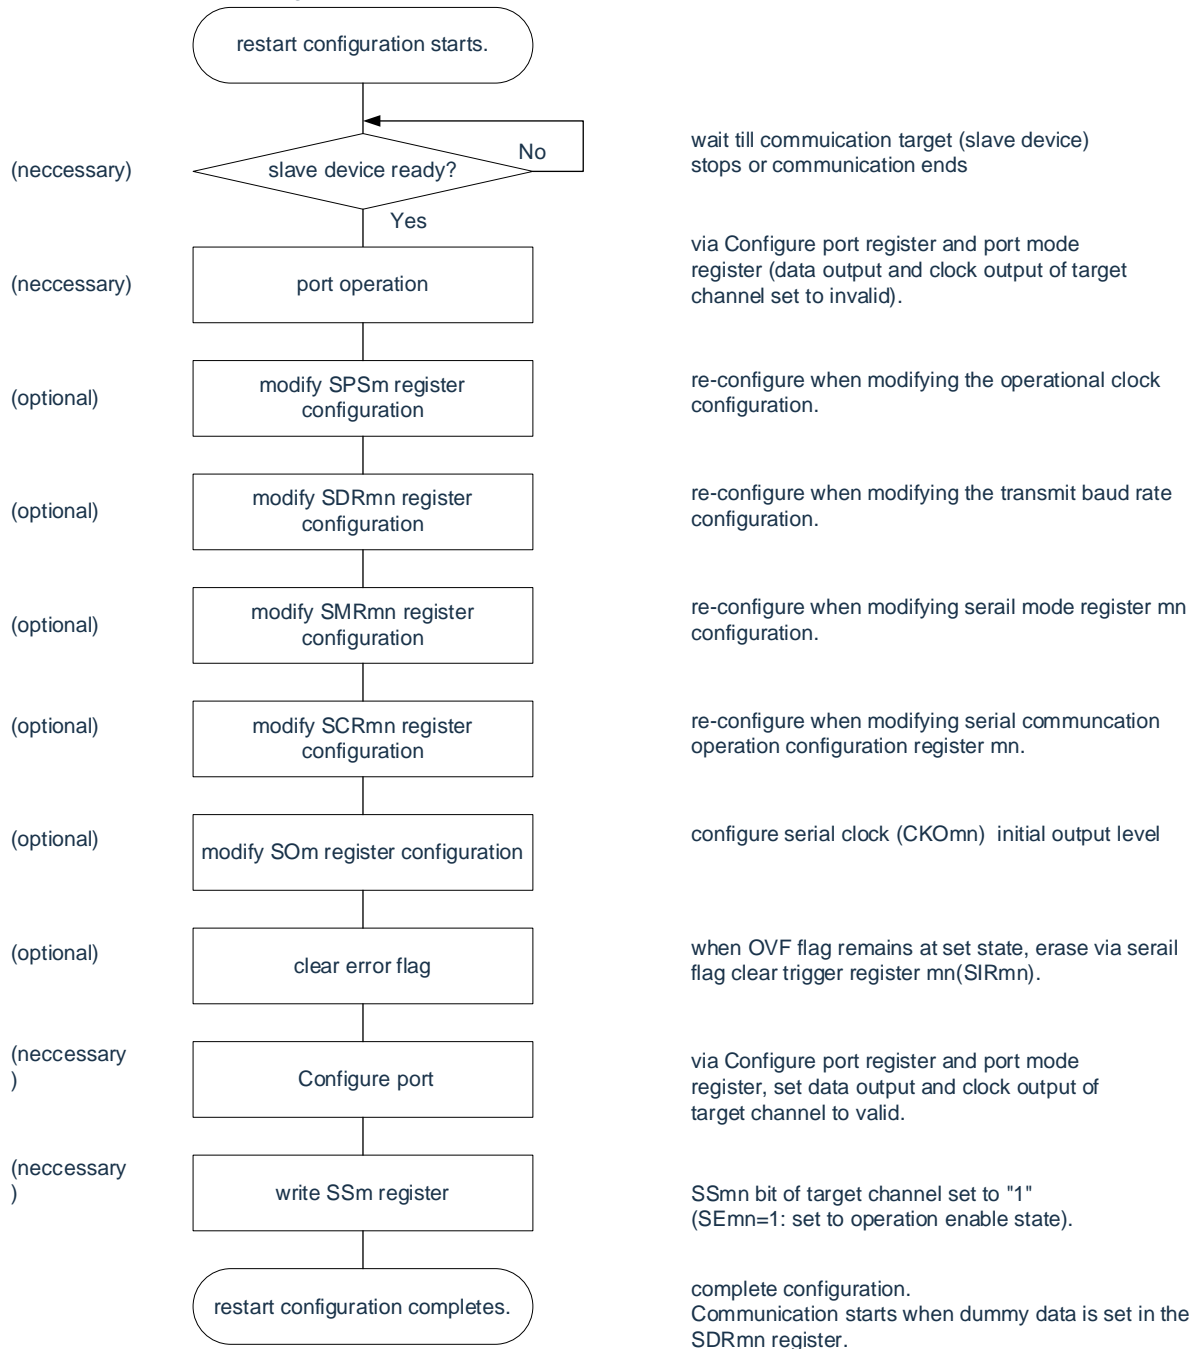 restart configuration starts.
No
wait till commuication target (slave device)
(neccessary)
slave device ready?
stops or communication ends
Yes
via Configure port register and port mode
(neccessary)
port operation
register (data output and clock output of target
channel set to invalid).
(optional)
modify SPSm register
configuration
re-configure when modifying the operational clock
configuration.
(optional)
modify SDRmn register
configuration
re-configure when modifying the transmit baud rate
configuration.
(optional)
modify SMRmn register
configuration
re-configure when modifying serail mode register mn
configuration.
(optional)
modify SCRmn register
configuration
re-configure when modifying serial communcation
operation configuration register mn.
(optional)
modify SOm register configuration
configure serial clock (CKOmn) initial output level
(optional)
clear error flag
when OVF flag remains at set state, erase via serail
flag clear trigger register mn(SIRmn).
(neccessary
)
Configure port
via Configure port register and port mode
register, set data output and clock output of
target channel to valid.
(neccessary
)
write SSm register
SSmn bit of target channel set to "1"
(SEmn=1: set to operation enable state).
restart configuration completes.
complete configuration.
Communication starts when dummy data is set in the
SDRmn register.